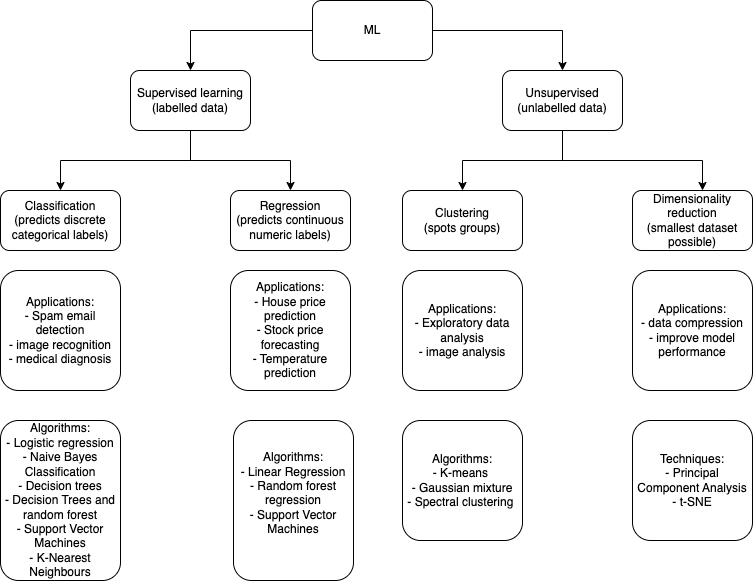 ML
Supervised learning
(labelled data)
Unsupervised
(unlabelled data)
Classification
(predicts discrete
categorical labels)
Regression
(predicts continuous
numeric labels)
Clustering
(spots groups)
Dimensionality
reduction
(smallest dataset
possible)
Applications:
- Spam email
detection
- image recognition
- medical diagnosis
Applications:
- House price
prediction
- Stock price
forecasting
- Temperature
prediction
Applications:
- Exploratory data
analysis
- image analysis
Applications:
- data compression
- improve model
performance
Algorithms:
- Logistic regression
- Naive Bayes
Classification
- Decision trees
- Decision Trees and
random forest
- Support Vector
Machines
- K-Nearest
Neighbours
Algorithms:
- Linear Regression
- Random forest
regression
- Support Vector
Machines
Algorithms:
- K-means
- Gaussian mixture
- Spectral clustering
Techniques:
- Principal
Component Analysis
- t-SNE